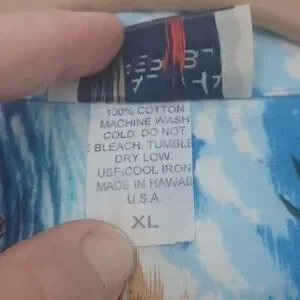 100% COTTON
MACHINE WASH
COLD. DO NOT
BLEACH. TUMBLE
DRY LOW.
USE COOL IRON
MADE IN HAWAII
U.S.A
XL